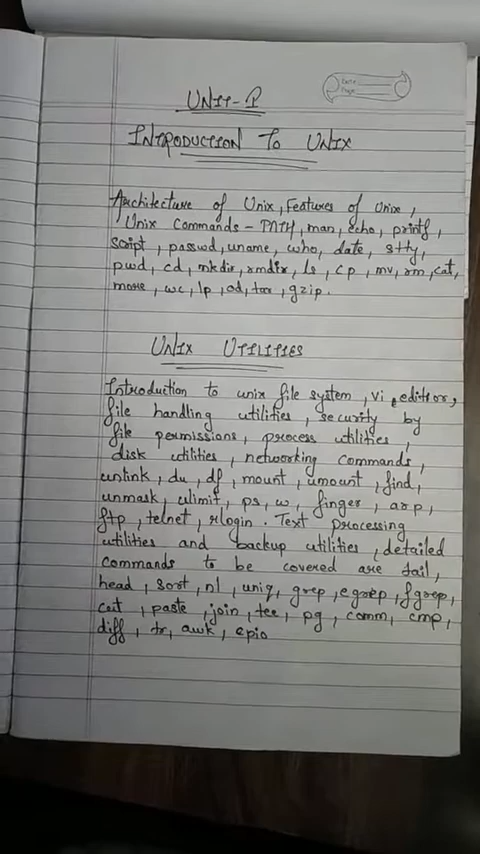 UNIT-I
Date
Page
INTRODUCTION TO UNIX
Architecture of Unix, Features of Unix,
Unix Commands - PATH, man, echo, printf,
script, passwd, uname, who, date, stty,
pwd, cd, mkdir, rmdir, ls, cp, mv, rm, cat,
more, wc, lp, od, tar, gzip.
UNIX UTILITIES
Introduction to unix file system, vi editor,
file handling utilities, security by
file permissions, process utilities,
disk utilities, networking commands,
unlink, du, df, mount, umount, find,
unmask, ulimit, ps, w, finger, arp,
ftp, telnet, rlogin. Text processing
utilities and backup utilities, detailed
commands to be covered are tail,
head, sort, nl, uniq, grep, egrep, fgrep,
cut, paste, join, tee, pg, comm, cmp,
diff, tr, awk, cpio